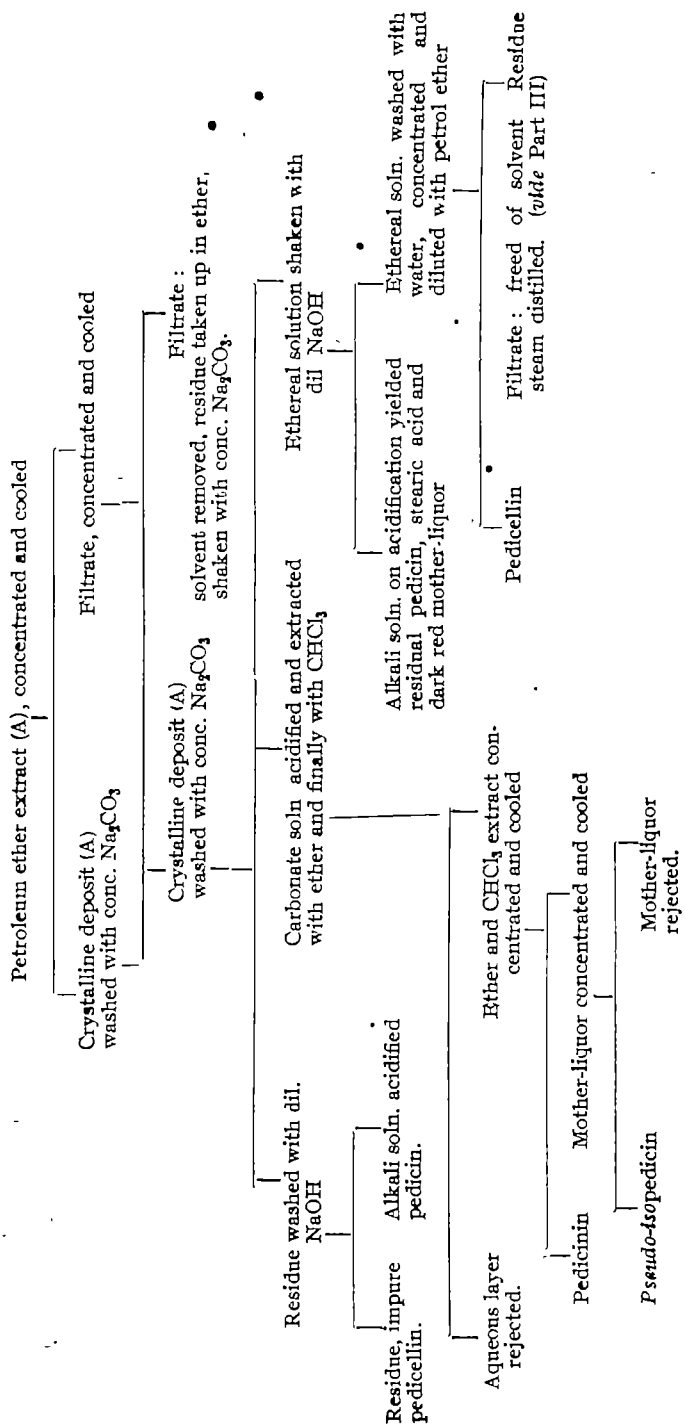 Petroleum ether extract (A), concentrated and cooled
Crystalline deposit (A)
washed with conc. Na₂CO₃
Filtrate, concentrated and cooled
Crystalline deposit (A)
washed with conc. Na₂CO₃
Filtrate :
solvent removed, residue taken up in ether,
shaken with conc. Na₂CO₃.
Residue washed with dil.
NaOH
Carbonate soln acidified and extracted
with ether and finally with CHCl₃
Ethereal solution shaken with
dil NaOH
Residue, impure
pedicellin.
Alkali soln. acidified
pedicin.
Alkali soln. on acidification yielded
residual pedicin, stearic acid and
dark red mother-liquor
Ethereal soln. washed with
water, concentrated and
diluted with petrol ether
Aqueous layer
rejected.
Ether and CHCl₃ extract con-
centrated and cooled
Pedicellin
Filtrate : freed of solvent
steam distilled.
Residue
(vide Part III)
Pedicinin
Mother-liquor concentrated and cooled
Pseudo-isopedicin
Mother-liquor
rejected.